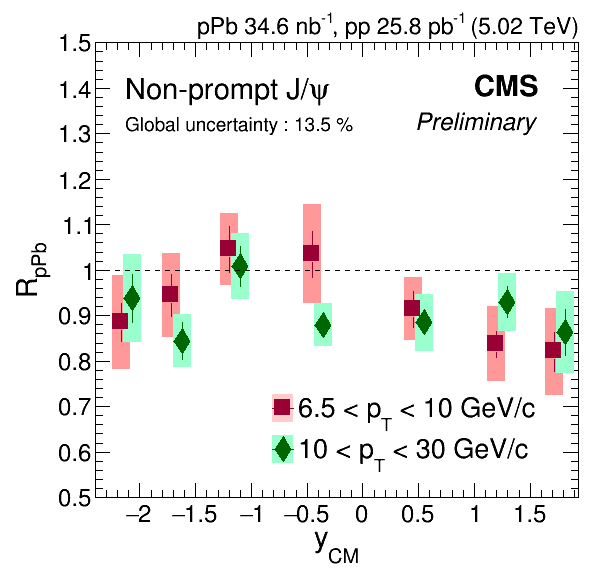 pPb 34.6 nb⁻¹, pp 25.8 pb⁻¹ (5.02 TeV)
Non-prompt J/ψ
CMS
Global uncertainty : 13.5 %
Preliminary
1.5
1.4
1.3
1.2
1.1
1
0.9
0.8
0.7
0.6
0.5
R_pPb
6.5 < p_T < 10 GeV/c
10 < p_T < 30 GeV/c
−2 −1.5 −1 −0.5 0 0.5 1 1.5
y_CM